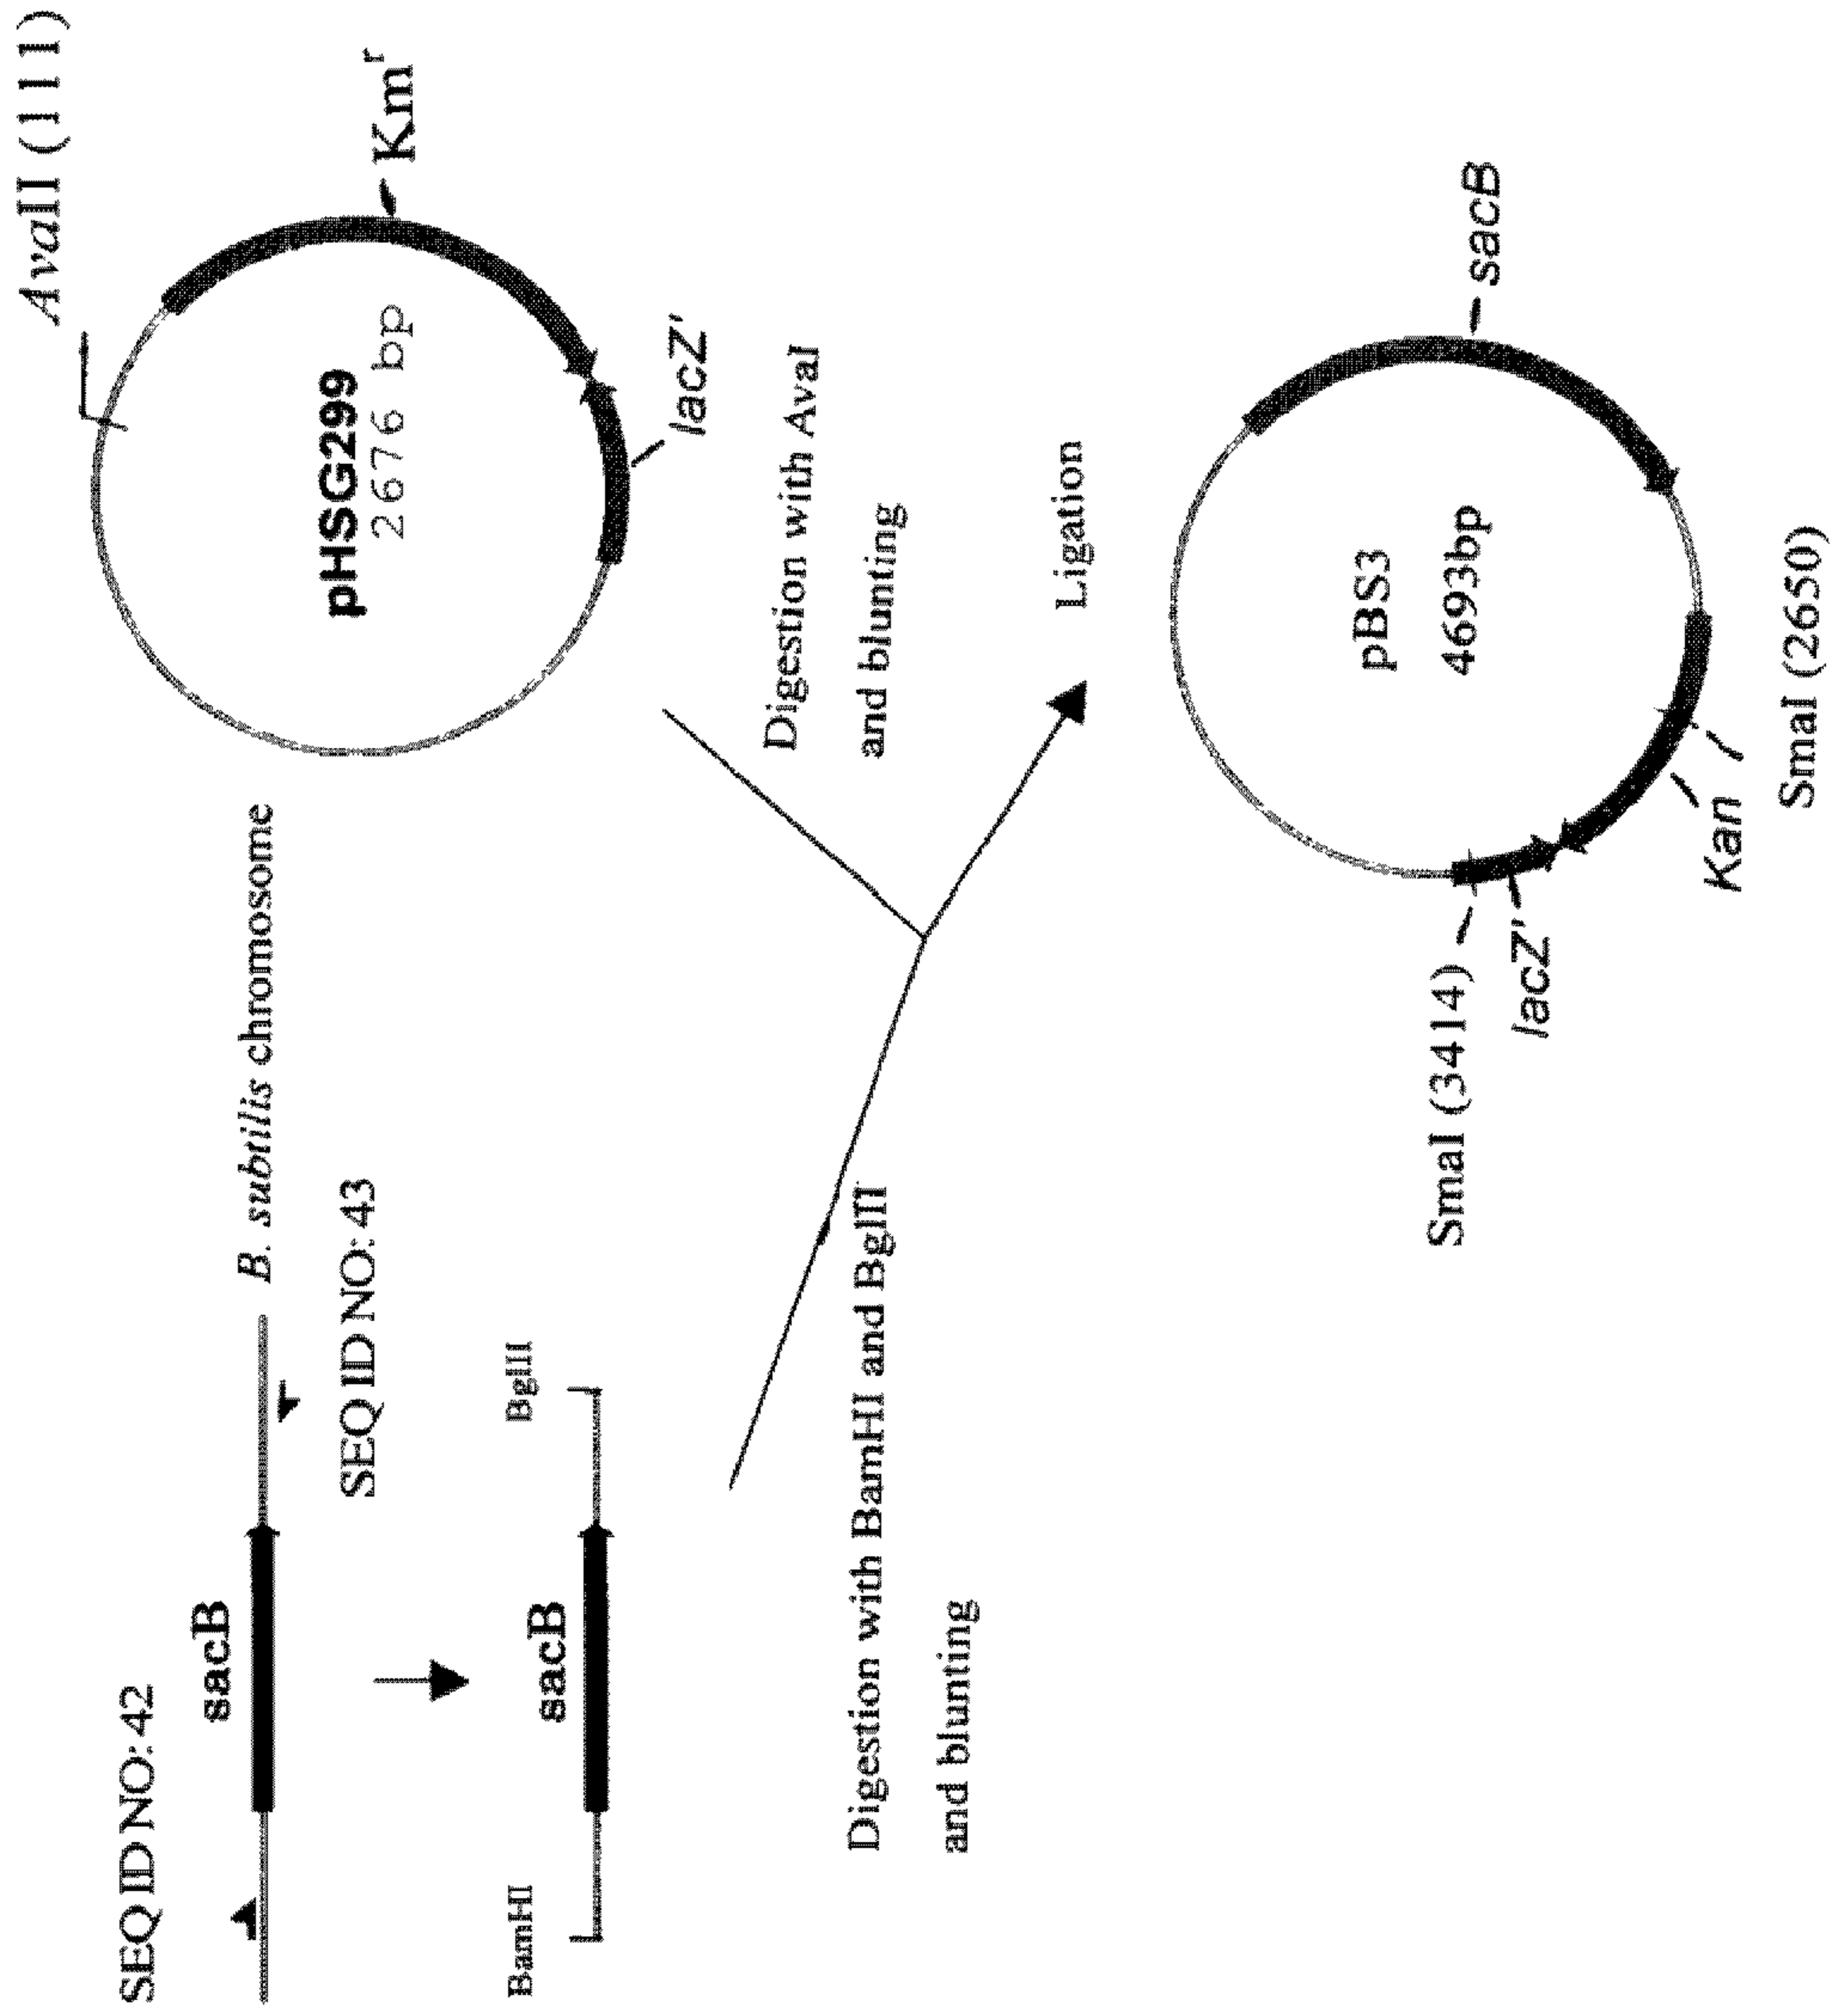 SEQ ID NO: 42
sacB
B. subtilis chromosome
SEQ ID NO: 43
BamHI
sacB
BglII
AvaII (111)
pHSG299
2676 bp
Km^r
lacZ'
Digestion with AvaI
and blunting
Digestion with BamHI and BglII
and blunting
Ligation
pBS3
4693bp
sacB
SmaI (3414)
lacZ'
Kan
SmaI (2650)